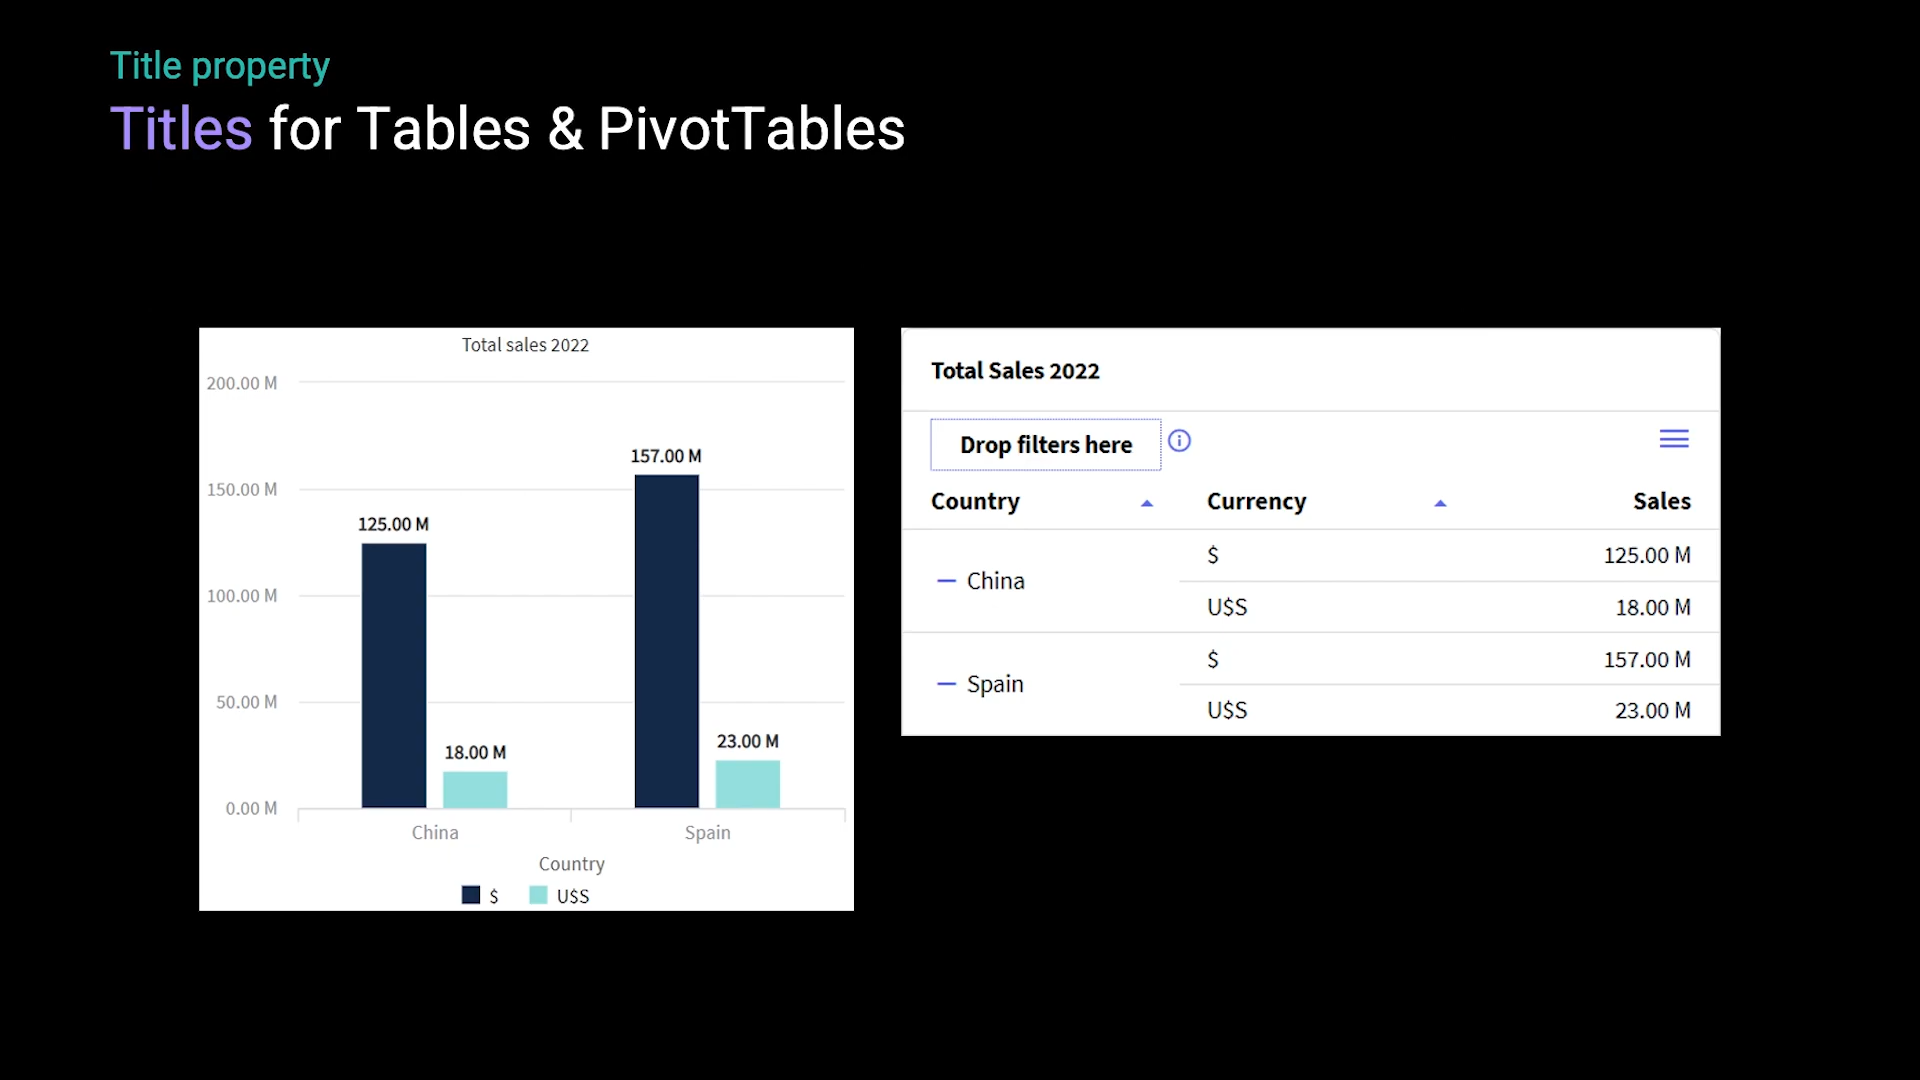 Title property
Titles for Tables & PivotTables
Total sales 2022
200.00 M
150.00 M
100.00 M
50.00 M
0.00 M
125.00 M
18.00 M
157.00 M
23.00 M
China
Spain
Country
$ U$S
Total Sales 2022
Drop filters here
Country Currency Sales
China
$ 125.00 M
U$S 18.00 M
Spain
$ 157.00 M
U$S 23.00 M